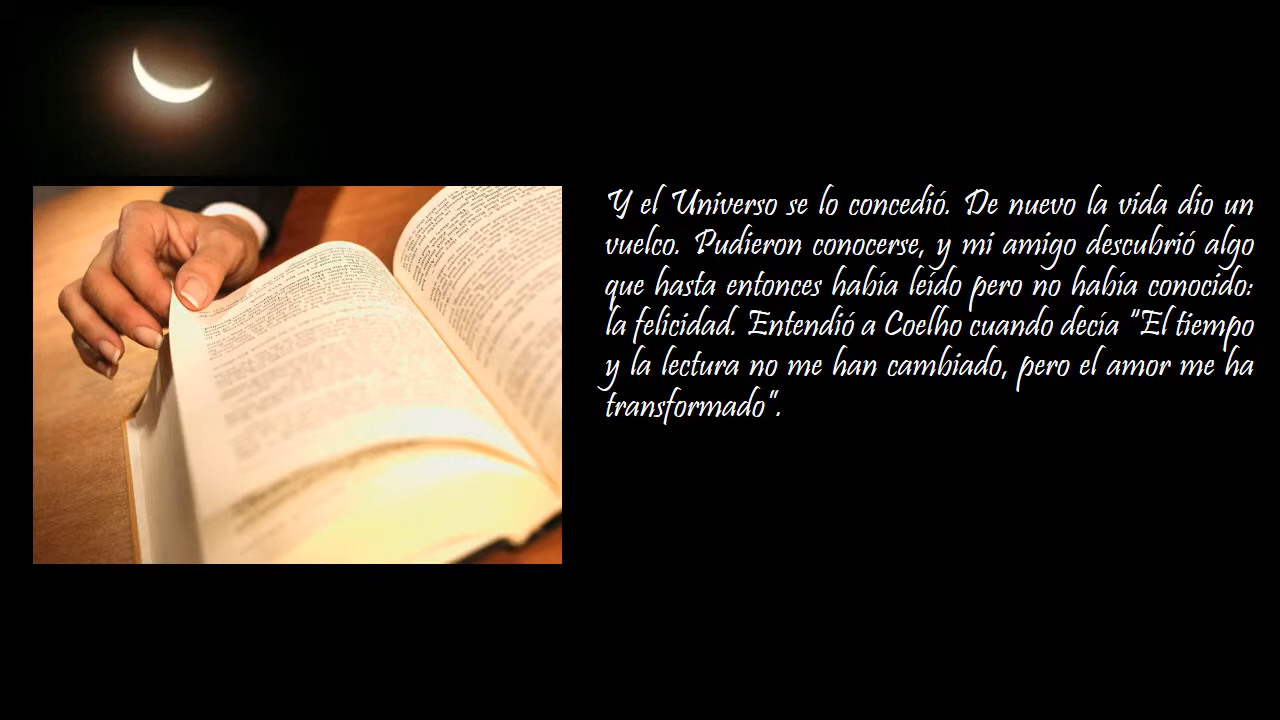 Y el Universo se lo concedió. De nuevo la vida dio un
vuelco. Pudieron conocerse, y mi amigo descubrió algo
que hasta entonces había leído pero no había conocido:
la felicidad. Entendió a Coelho cuando decía "El tiempo
y la lectura no me han cambiado, pero el amor me ha
transformado".